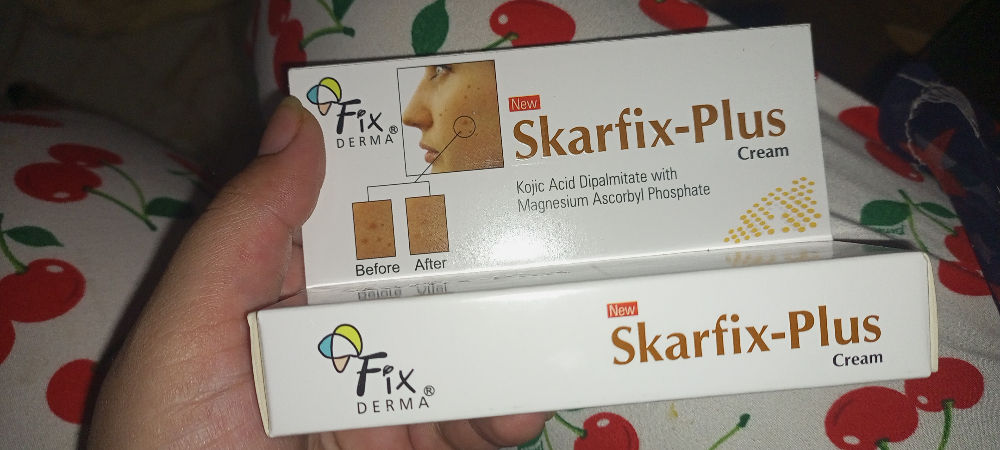 Fix
DERMA®
New
Skarfix-Plus
Cream
Kojic Acid Dipalmitate with
Magnesium Ascorbyl Phosphate
Before After
Fix
DERMA®
New
Skarfix-Plus
Cream